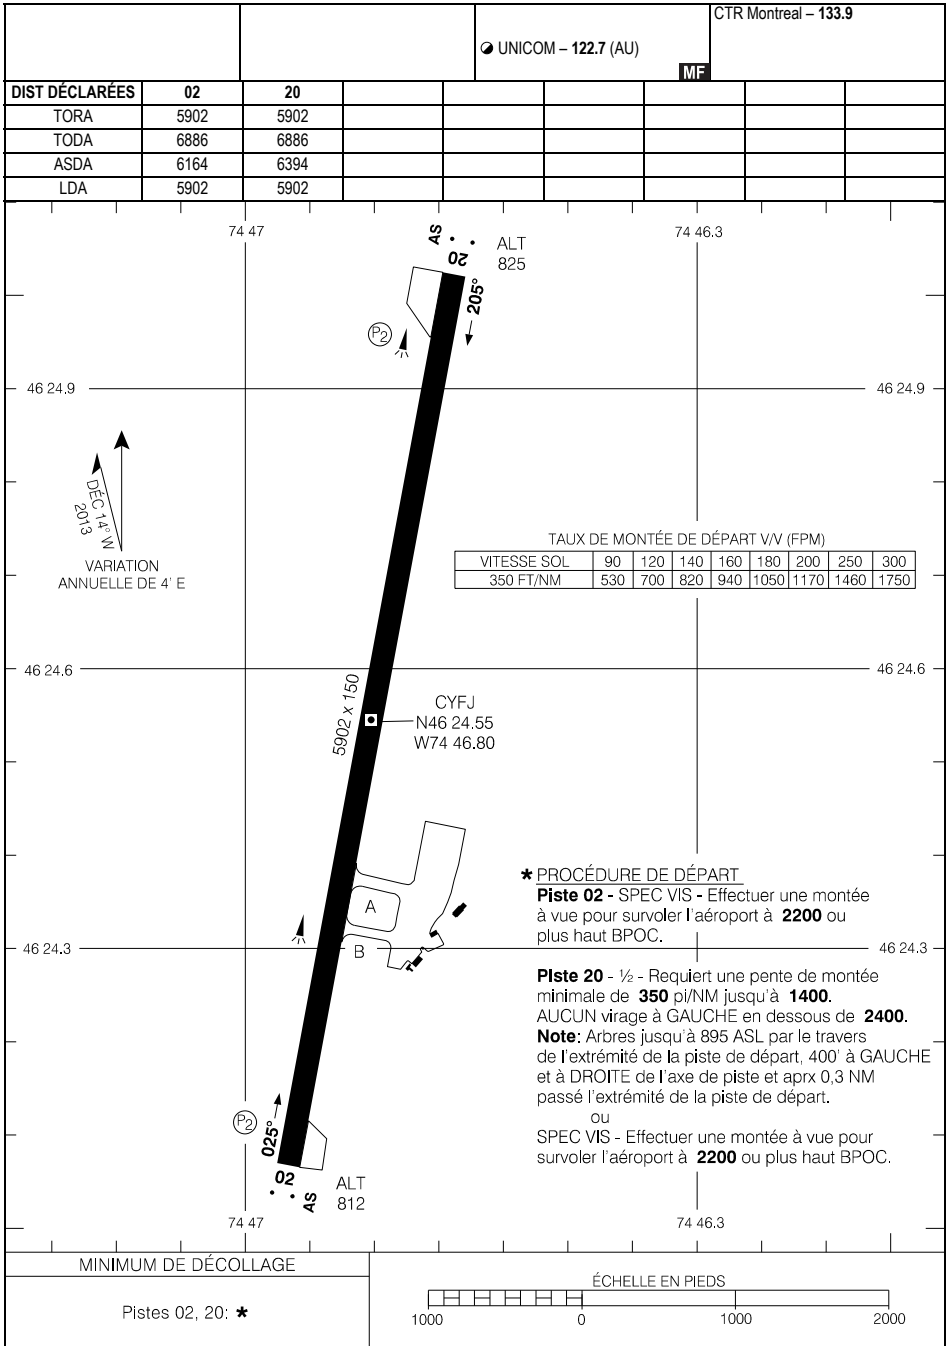 CTR Montreal – 133.9
UNICOM – 122.7 (AU)
MF
DIST DÉCLARÉES 02 20
TORA 5902 5902
TODA 6886 6886
ASDA 6164 6394
LDA 5902 5902
74 47
74 46.3
AS
20
ALT
825
205°
P2
46 24.9
46 24.9
DÉC 14° W
2013
VARIATION
ANNUELLE DE 4' E
TAUX DE MONTÉE DE DÉPART V/V (FPM)
VITESSE SOL 90 120 140 160 180 200 250 300
350 FT/NM 530 700 820 940 1050 1170 1460 1750
46 24.6
46 24.6
5902 x 150
CYFJ
N46 24.55
W74 46.80
A
B
46 24.3
46 24.3
* PROCÉDURE DE DÉPART
Piste 02 - SPEC VIS - Effectuer une montée
à vue pour survoler l'aéroport à 2200 ou
plus haut BPOC.
Piste 20 - ½ - Requiert une pente de montée
minimale de 350 pi/NM jusqu'à 1400.
AUCUN virage à GAUCHE en dessous de 2400.
Note: Arbres jusqu'à 895 ASL par le travers
de l'extrémité de la piste de départ, 400' à GAUCHE
et à DROITE de l'axe de piste et aprx 0,3 NM
passé l'extrémité de la piste de départ.
ou
SPEC VIS - Effectuer une montée à vue pour
survoler l'aéroport à 2200 ou plus haut BPOC.
P2
025°
02
AS
ALT
812
74 47
74 46.3
MINIMUM DE DÉCOLLAGE
Pistes 02, 20: *
ÉCHELLE EN PIEDS
1000 0 1000 2000